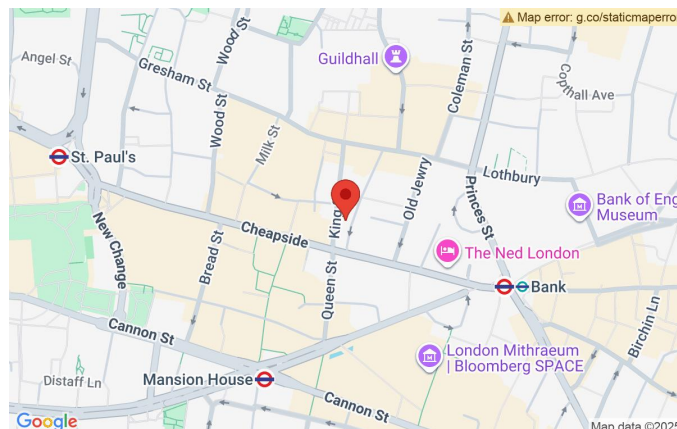 Map error: g.co/staticmaperro
Angel St
Gresham St
Wood St
Wood St
Milk St
Guildhall
Coleman St
Copthall Ave
St. Paul's
New Change
Cheapside
Bread St
King
Queen St
Old Jewry
Princes St
Lothbury
Bank of Eng
Museum
The Ned London
Bank
Birchin Ln
London Mithraeum
| Bloomberg SPACE
Cannon St
Mansion House
Distaff Ln
Cannon St
Google
Map data ©2025